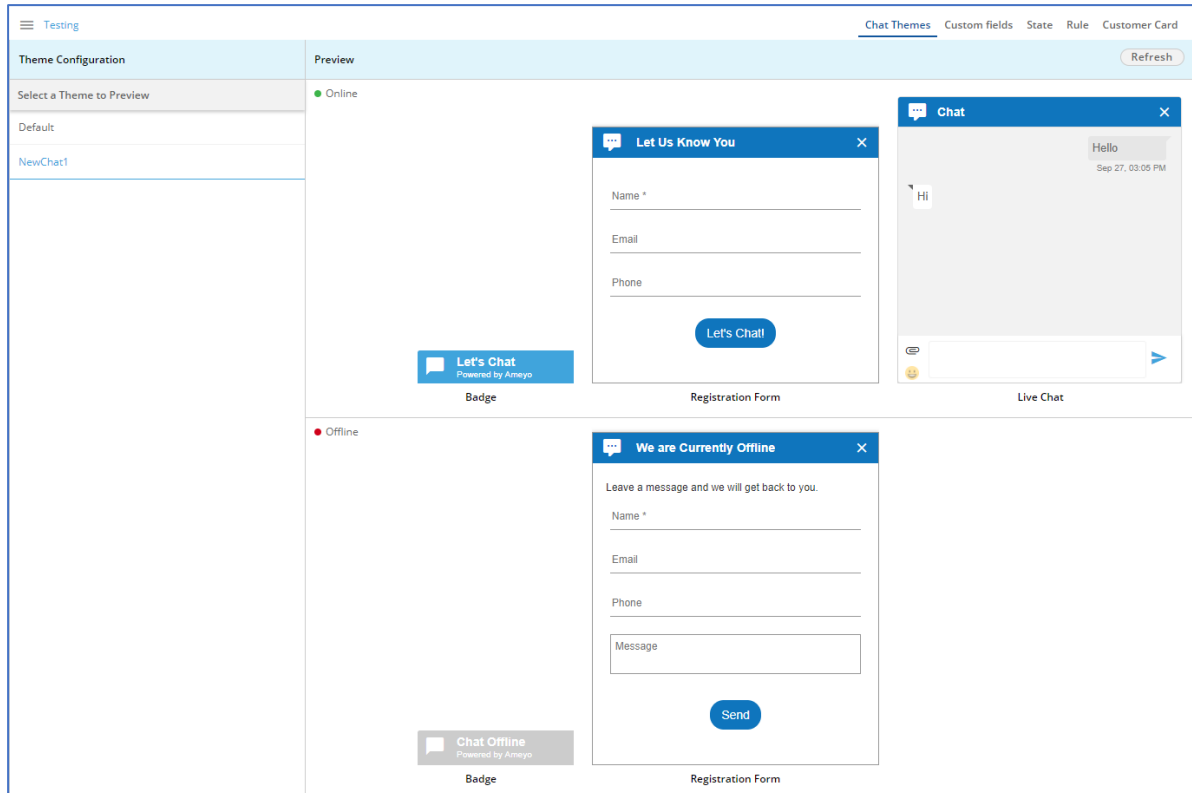 Testing
Chat Themes Custom fields State Rule Customer Card
Theme Configuration
Preview
Refresh
Select a Theme to Preview
Default
NewChat1
Online
Let's Chat
Powered by Ameyo
Badge
Let Us Know You
Name *
Email
Phone
Let's Chat!
Registration Form
Chat
Hello
Sep 27, 03:05 PM
Hi
Live Chat
Offline
Chat Offline
Powered by Ameyo
Badge
We are Currently Offline
Leave a message and we will get back to you.
Name *
Email
Phone
Message
Send
Registration Form